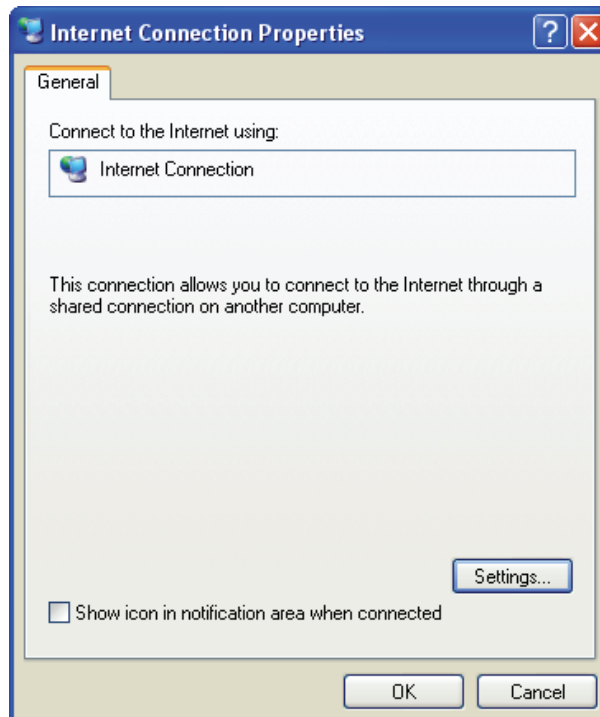 Internet Connection Properties
General
Connect to the Internet using:
Internet Connection
This connection allows you to connect to the Internet through a
shared connection on another computer.
Settings...
Show icon in notification area when connected
OK
Cancel